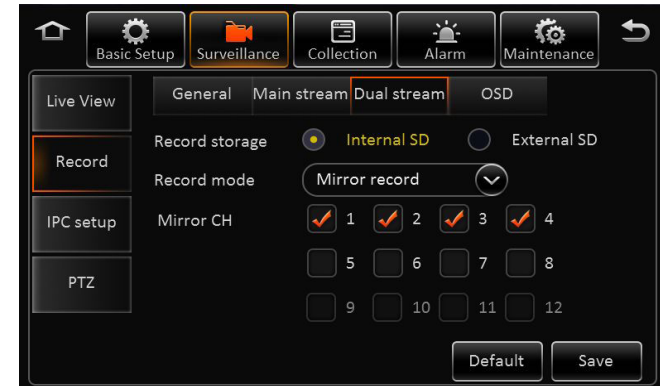 Basic Setup Surveillance Collection Alarm Maintenance
General Main stream Dual stream OSD
Live View
Record
IPC setup
PTZ
Record storage Internal SD External SD
Record mode Mirror record
Mirror CH 1 2 3 4
5 6 7 8
9 10 11 12
Default Save